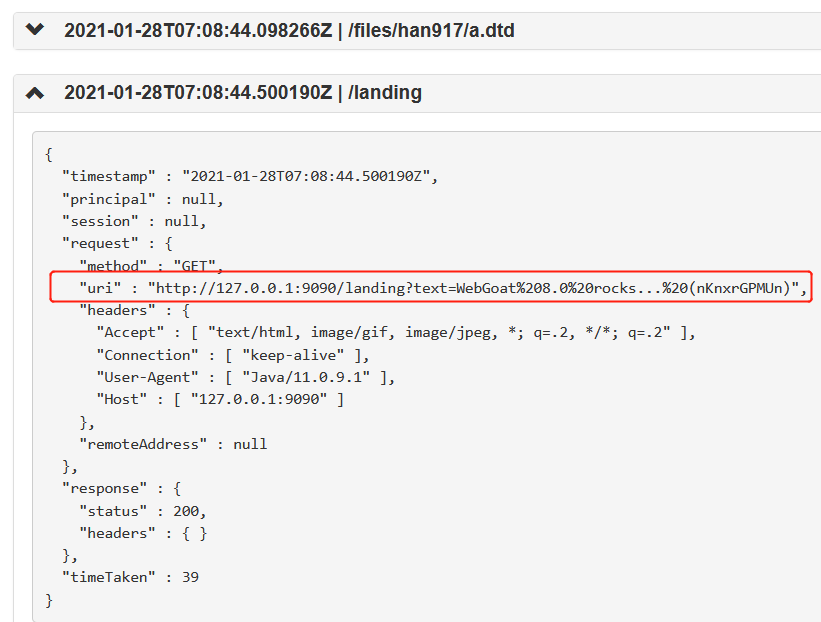 2021-01-28T07:08:44.098266Z | /files/han917/a.dtd
2021-01-28T07:08:44.500190Z | /landing
{
  "timestamp" : "2021-01-28T07:08:44.500190Z",
  "principal" : null,
  "session" : null,
  "request" : {
    "method" : "GET",
    "uri" : "http://127.0.0.1:9090/landing?text=WebGoat%208.0%20rocks...%20(nKnxrGPMUn)",
    "headers" : {
      "Accept" : [ "text/html, image/gif, image/jpeg, *; q=.2, */*; q=.2" ],
      "Connection" : [ "keep-alive" ],
      "User-Agent" : [ "Java/11.0.9.1" ],
      "Host" : [ "127.0.0.1:9090" ]
    },
    "remoteAddress" : null
  },
  "response" : {
    "status" : 200,
    "headers" : { }
  },
  "timeTaken" : 39
}